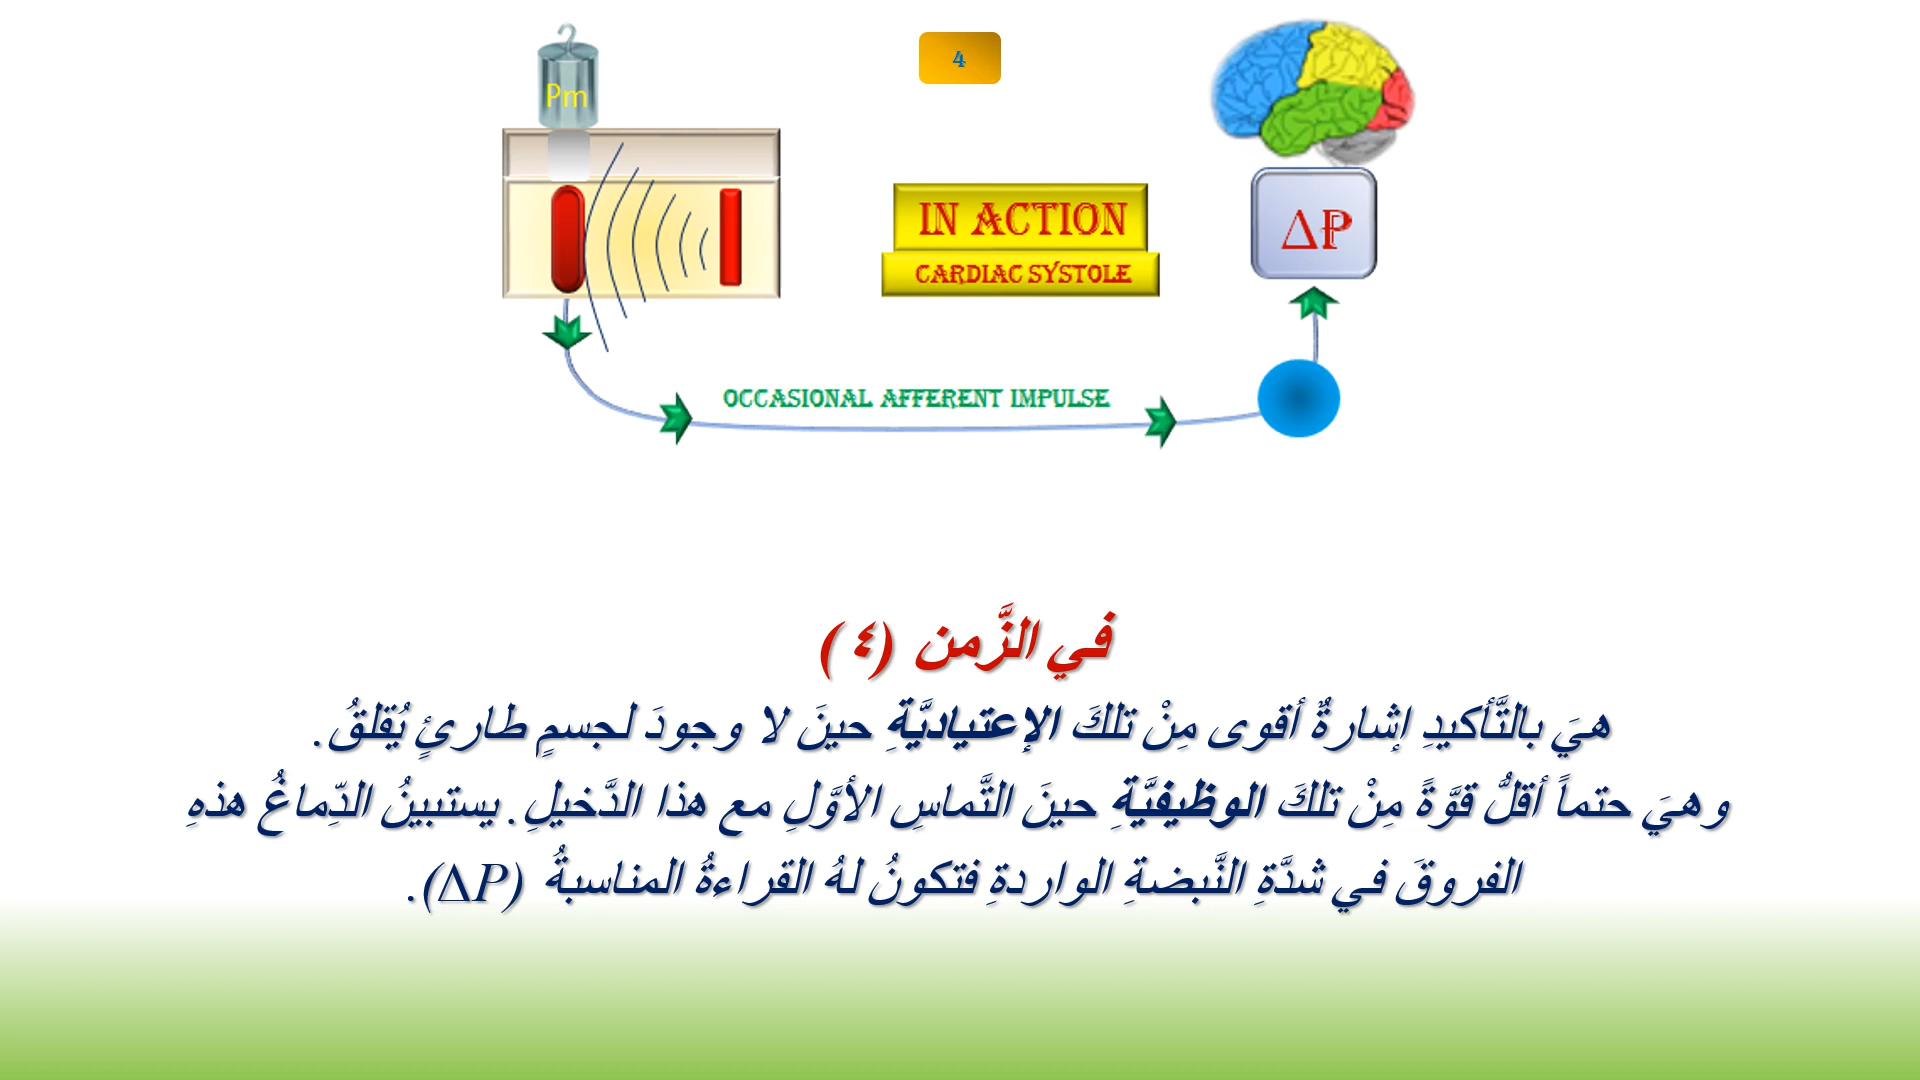 4
Pm
IN ACTION
CARDIAC SYSTOLE
ΔP
OCCASIONAL AFFERENT IMPULSE
في الزَّمن (٤)
هيَ بالتَّأكيدِ إشارةٌ أقوى مِنْ تلكَ الإعتياديَّةِ حينَ لا وجودَ لجسمٍ طارئٍ يُقلقُ.
وهيَ حتماً أقلُّ قوَّةً مِنْ تلكَ الوظيفيَّةِ حينَ التَّماسِ الأوَّلِ مع هذا الدَّخيلِ. يستبينُ الدِّماغُ هذهِ
الفروقَ في شدَّةِ النَّبضةِ الواردةِ فتكونُ لهُ القراءةُ المناسبةُ (ΔP).